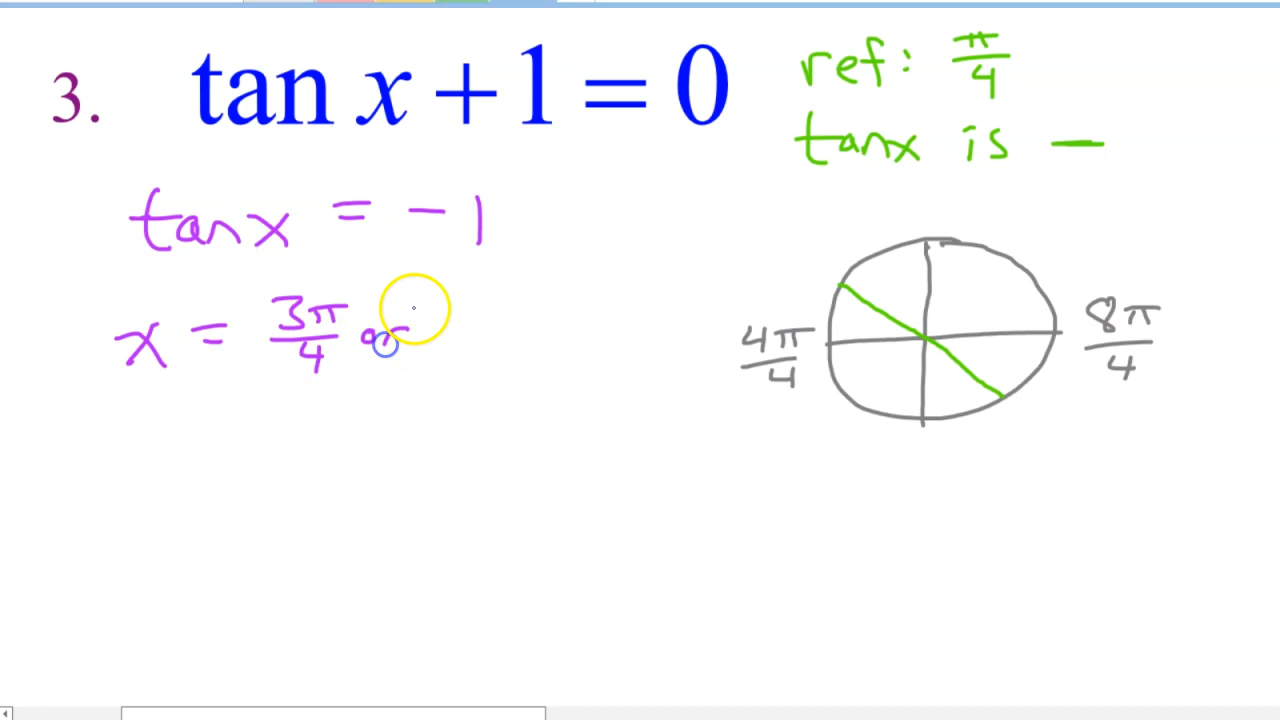 3. tan x + 1 = 0
ref: π/4
tanx is —
tanx = -1
x = 3π/4 or
4π/4
8π/4